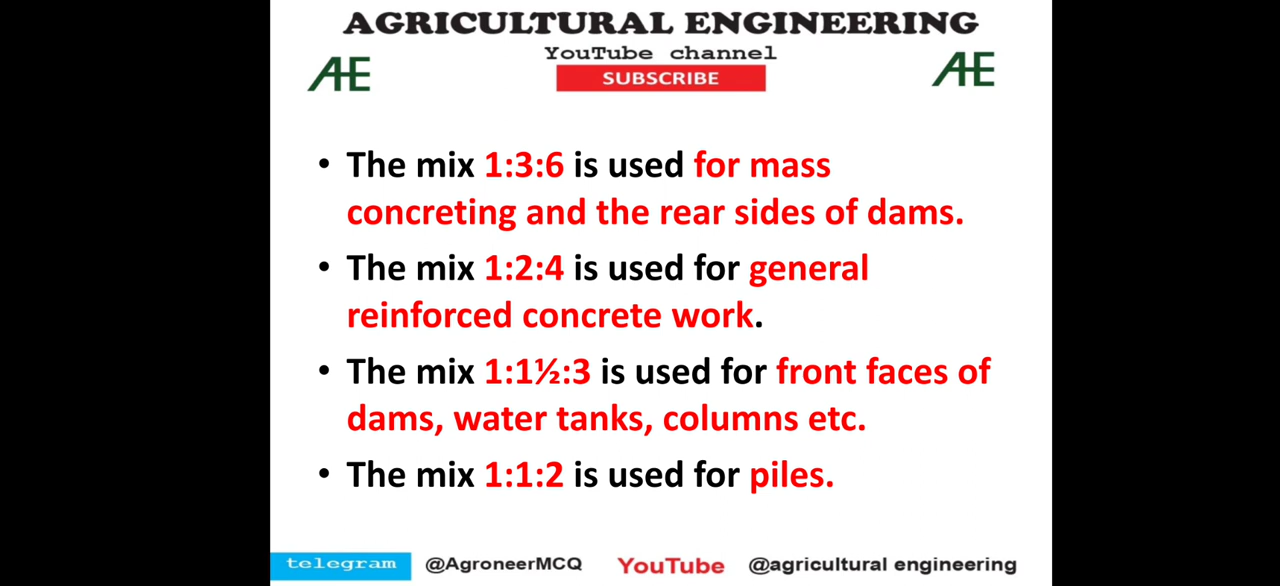 AGRICULTURAL ENGINEERING
YouTube channel
AE SUBSCRIBE AE
• The mix 1:3:6 is used for mass
concreting and the rear sides of dams.
• The mix 1:2:4 is used for general
reinforced concrete work.
• The mix 1:1½:3 is used for front faces of
dams, water tanks, columns etc.
• The mix 1:1:2 is used for piles.
telegram @AgroneerMCQ YouTube @agricultural engineering